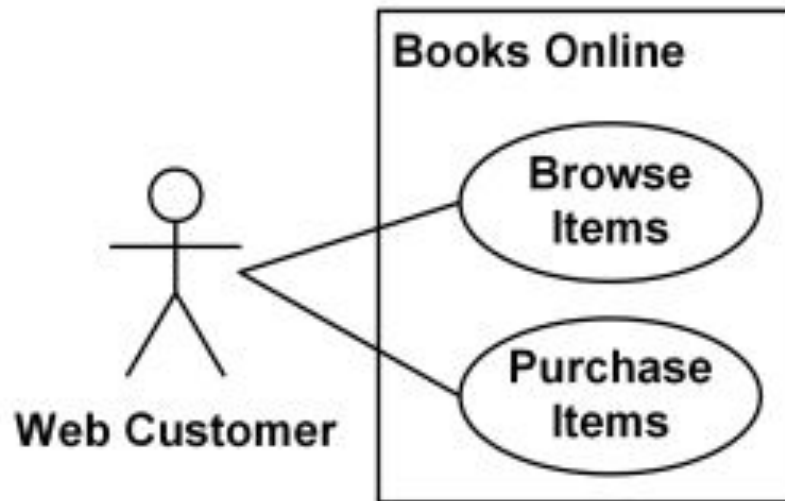 Books Online
Browse
Items
Purchase
Items
Web Customer